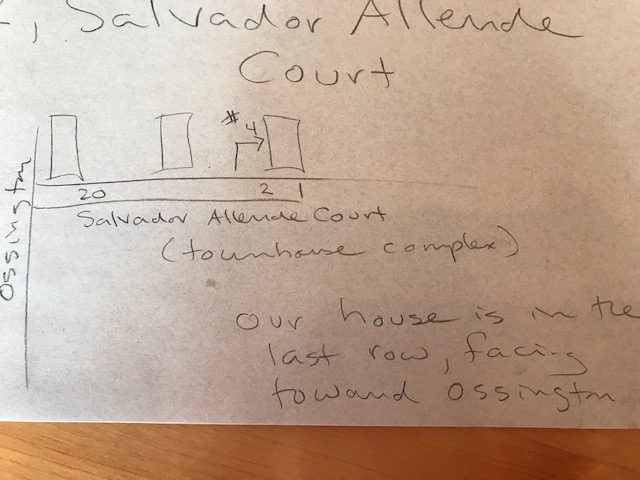 , Salvador Allende
Court
#4
Ossington
20 2 1
Salvador Allende Court
(townhouse complex)
our house is in the
last row, facing
toward Ossington